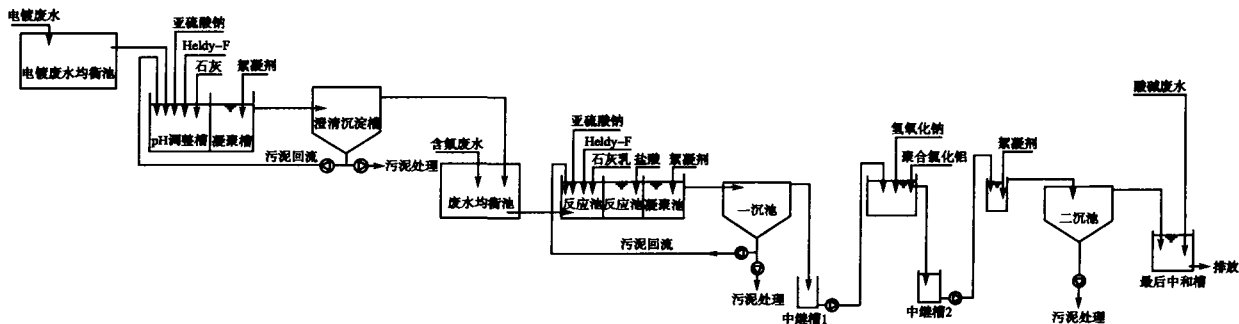 电镀废水
电镀废水均衡池
亚硫酸钠
Heldy-F
石灰
絮凝剂
pH调整槽
凝聚槽
污泥回流
澄清沉淀槽
污泥处理
含氟废水
废水均衡池
亚硫酸钠
Heldy-F
石灰乳
盐酸
絮凝剂
反应池
反应池
凝聚池
污泥回流
一沉池
污泥处理
中继槽1
氢氧化钠
聚合氯化铝
中继槽2
絮凝剂
二沉池
污泥处理
酸碱废水
最后中和槽
排放